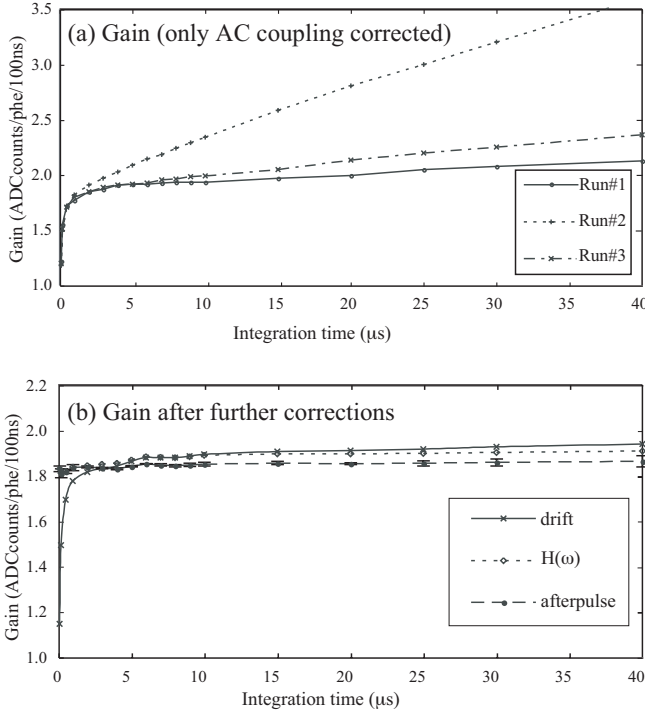 (a) Gain (only AC coupling corrected)
Gain (ADCcounts/phe/100ns)
3.5
3.0
2.5
2.0
1.5
1.0
0 5 10 15 20 25 30 35 40
Integration time (μs)
Run#1
Run#2
Run#3
(b) Gain after further corrections
Gain (ADCcounts/phe/100ns)
2.2
2.0
1.8
1.6
1.4
1.2
1.0
0 5 10 15 20 25 30 35 40
Integration time (μs)
drift
H(ω)
afterpulse